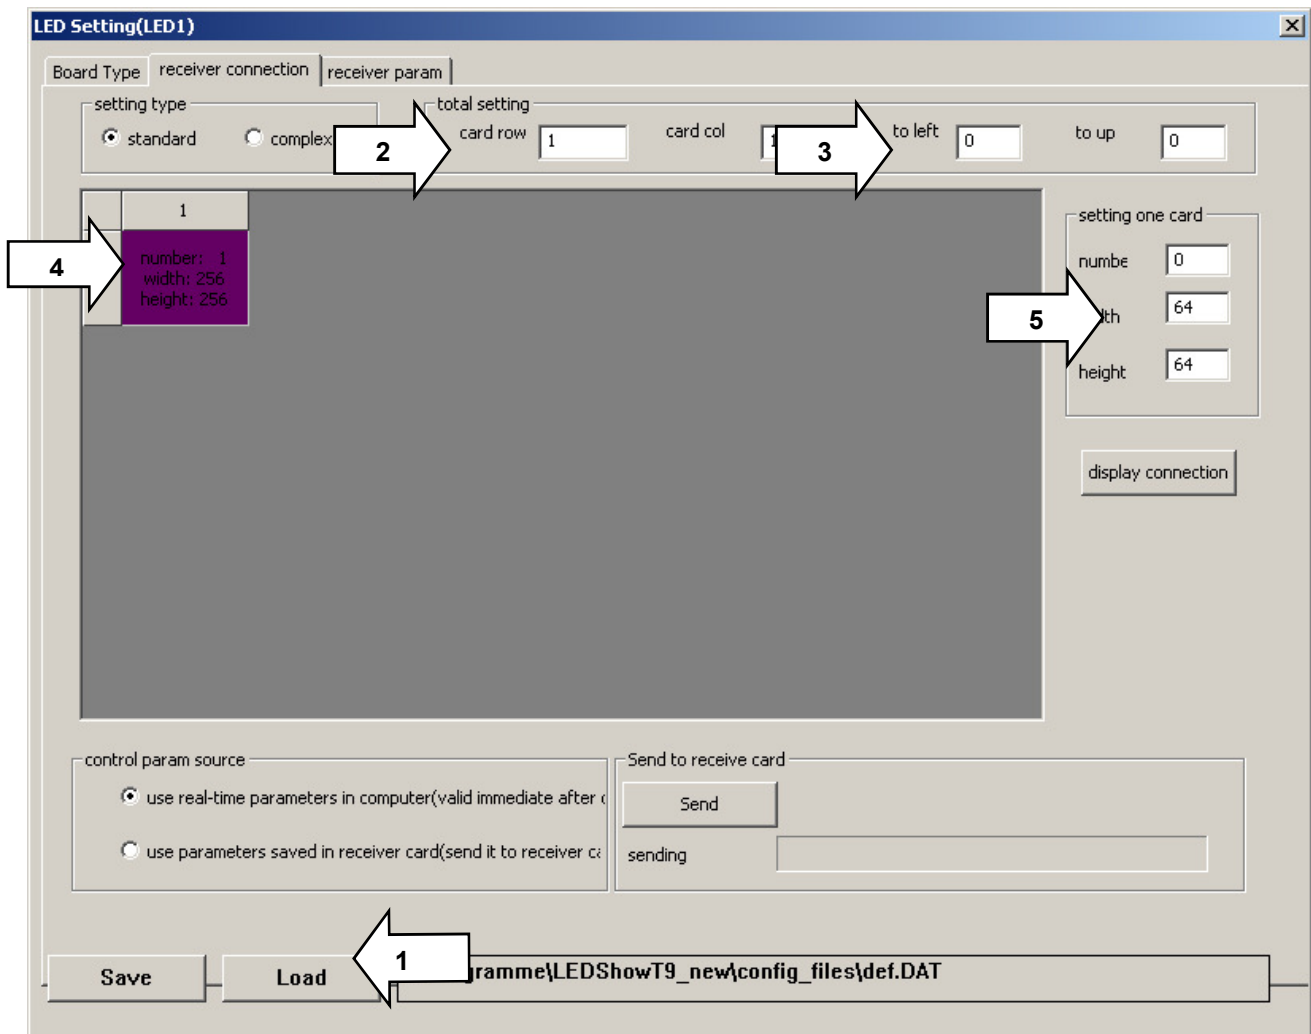 LED Setting(LED1)
Board Type receiver connection receiver param
setting type total setting
standard complex 2 card row 1 card col 3 to left 0 to up 0
1
setting one card
4 number: 1
width: 256
height: 256
numbe 0
5 64
height 64
display connection
control param source
use real-time parameters in computer(valid immediate after
use parameters saved in receiver card(send it to receiver
Send to receive card
Send
sending
Save Load 1 gramme\LEDShowT9_new\config_files\def.DAT